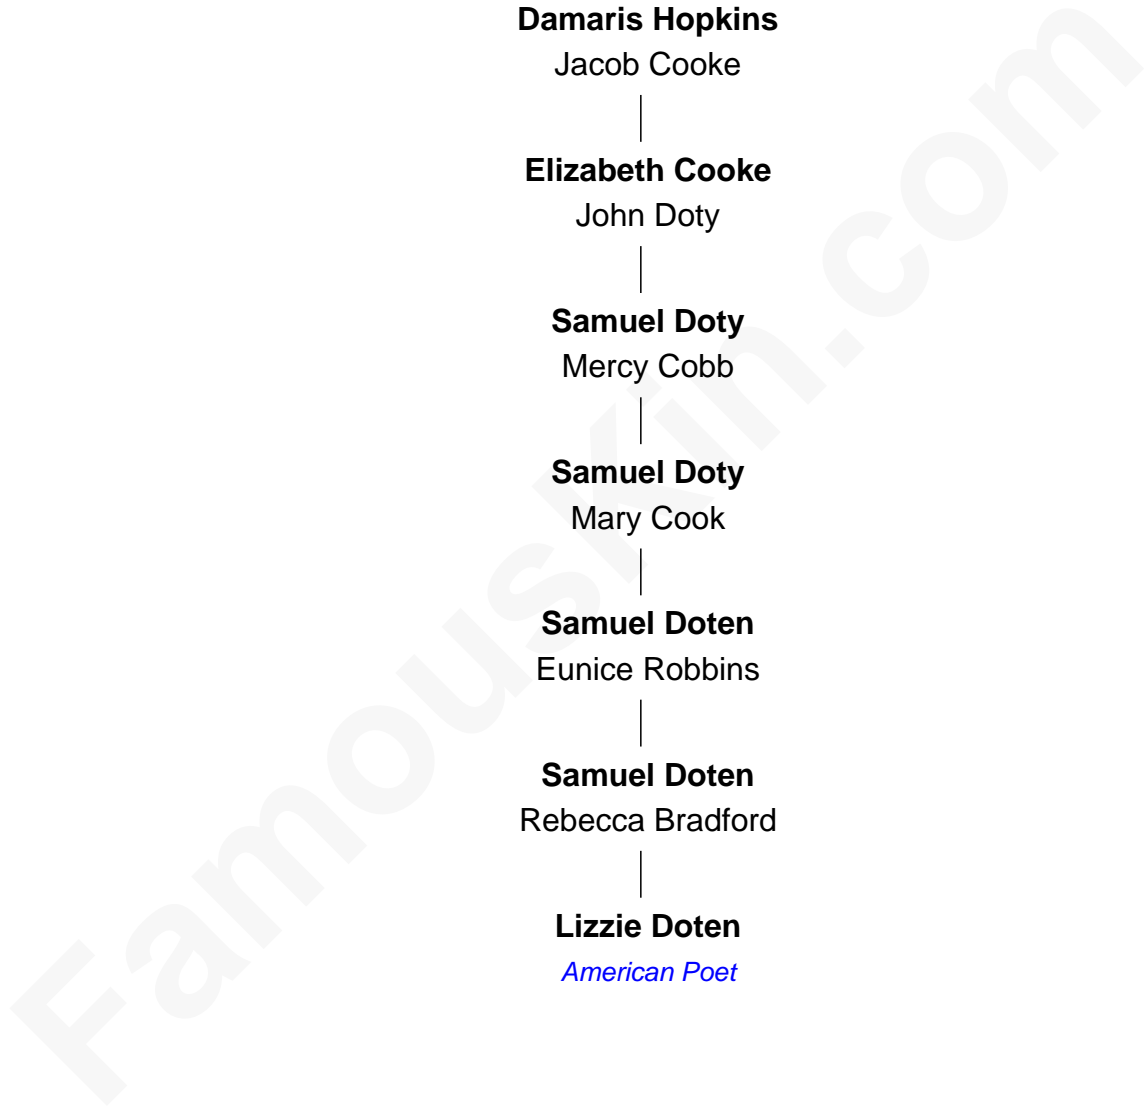 Damaris Hopkins
Jacob Cooke
Elizabeth Cooke
John Doty
Samuel Doty
Mercy Cobb
Samuel Doty
Mary Cook
Samuel Doten
Eunice Robbins
Samuel Doten
Rebecca Bradford
Lizzie Doten
American Poet
FamousKin.com